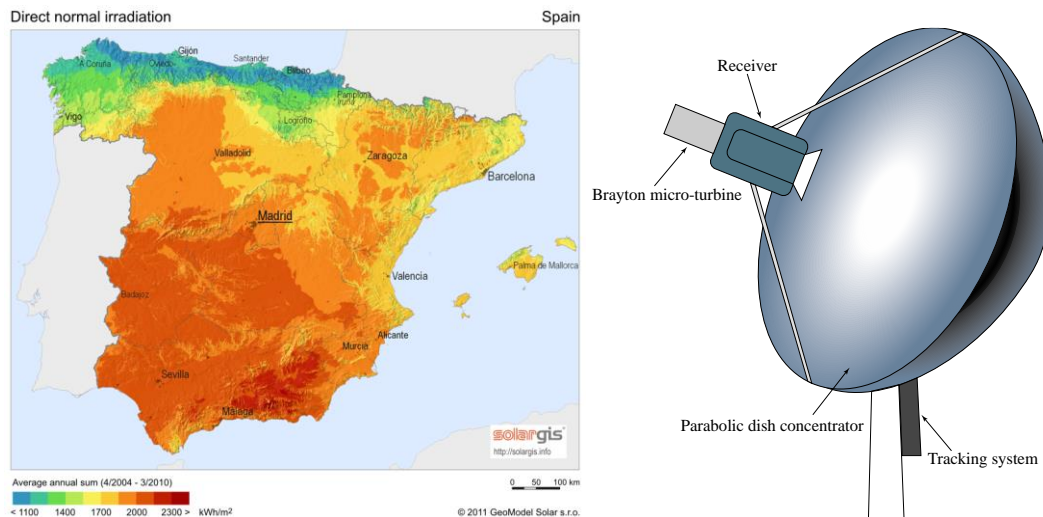 Direct normal irradiation
Spain
A Coruña
Oviedo
Gijón
Santander
Bilbao
Pamplona
Vigo
Logroño
Valladolid
Zaragoza
Barcelona
Madrid
Palma de Mallorca
Valencia
Badajoz
Alicante
Murcia
Sevilla
Málaga
solargis
http://solargis.info
Average annual sum (4/2004 - 3/2010)
0 50 100 km
< 1100 1400 1700 2000 2300 > kWh/m²
© 2011 GeoModel Solar s.r.o.
Receiver
Brayton micro-turbine
Parabolic dish concentrator
Tracking system